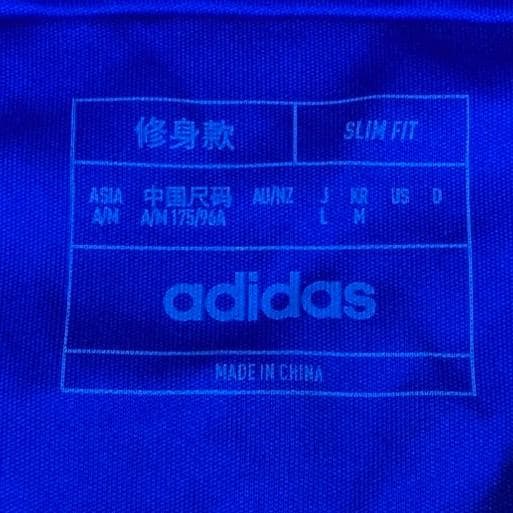 修身款 SLIM FIT
ASIA 中国尺码 AU/NZ J KR US D
A/M A/M 175/96A L M
adidas
MADE IN CHINA